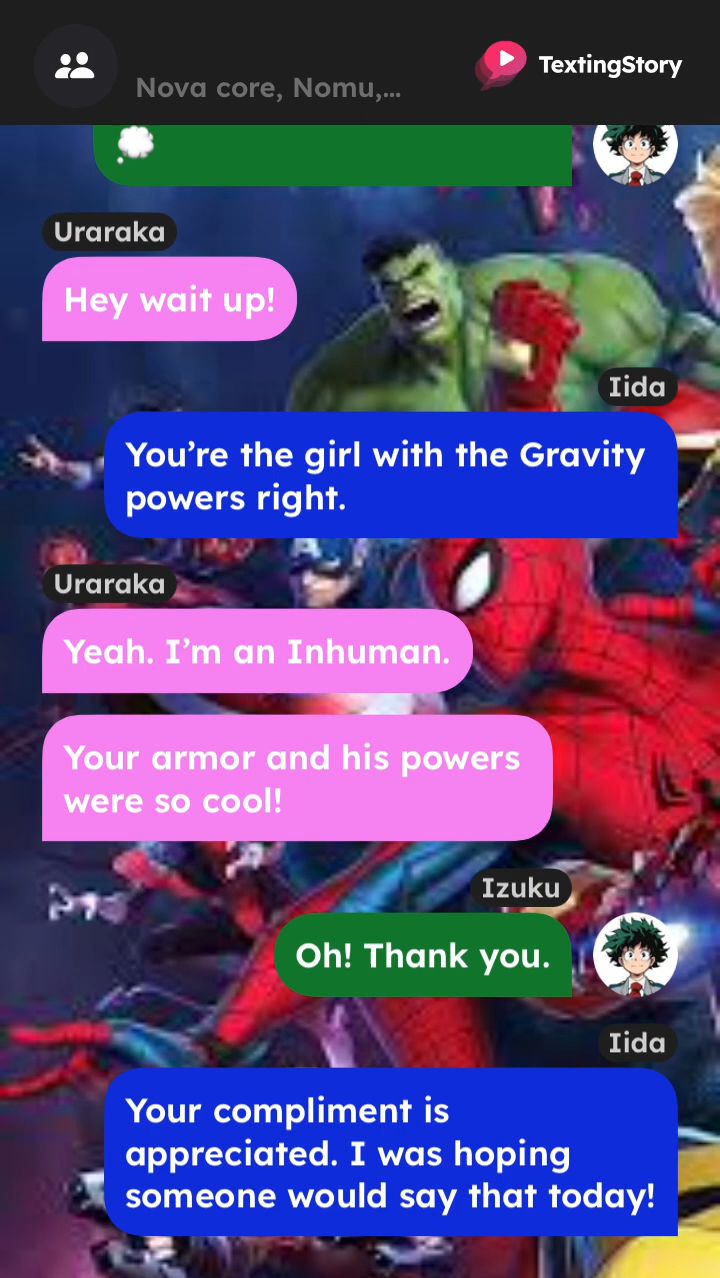 Nova core, Nomu,...
TextingStory
Uraraka
Hey wait up!
Iida
You’re the girl with the Gravity
powers right.
Uraraka
Yeah. I’m an Inhuman.
Your armor and his powers
were so cool!
Izuku
Oh! Thank you.
Iida
Your compliment is
appreciated. I was hoping
someone would say that today!